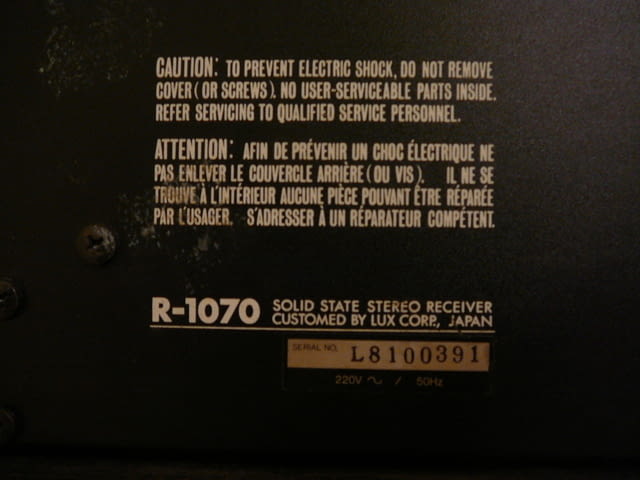 CAUTION: TO PREVENT ELECTRIC SHOCK, DO NOT REMOVE
COVER (OR SCREWS). NO USER-SERVICEABLE PARTS INSIDE.
REFER SERVICING TO QUALIFIED SERVICE PERSONNEL.
ATTENTION: AFIN DE PRÉVENIR UN CHOC ÉLECTRIQUE NE
PAS ENLEVER LE COUVERCLE ARRIÈRE (OU VIS). IL NE SE
TROUVE À L'INTÉRIEUR AUCUNE PIÈCE POUVANT ÊTRE RÉPARÉE
PAR L'USAGER. S'ADRESSER À UN RÉPARATEUR COMPÉTENT.
R-1070 SOLID STATE STEREO RECEIVER
CUSTOMED BY LUX CORP., JAPAN
SERIAL NO. L8100391
220V ~ / 50Hz